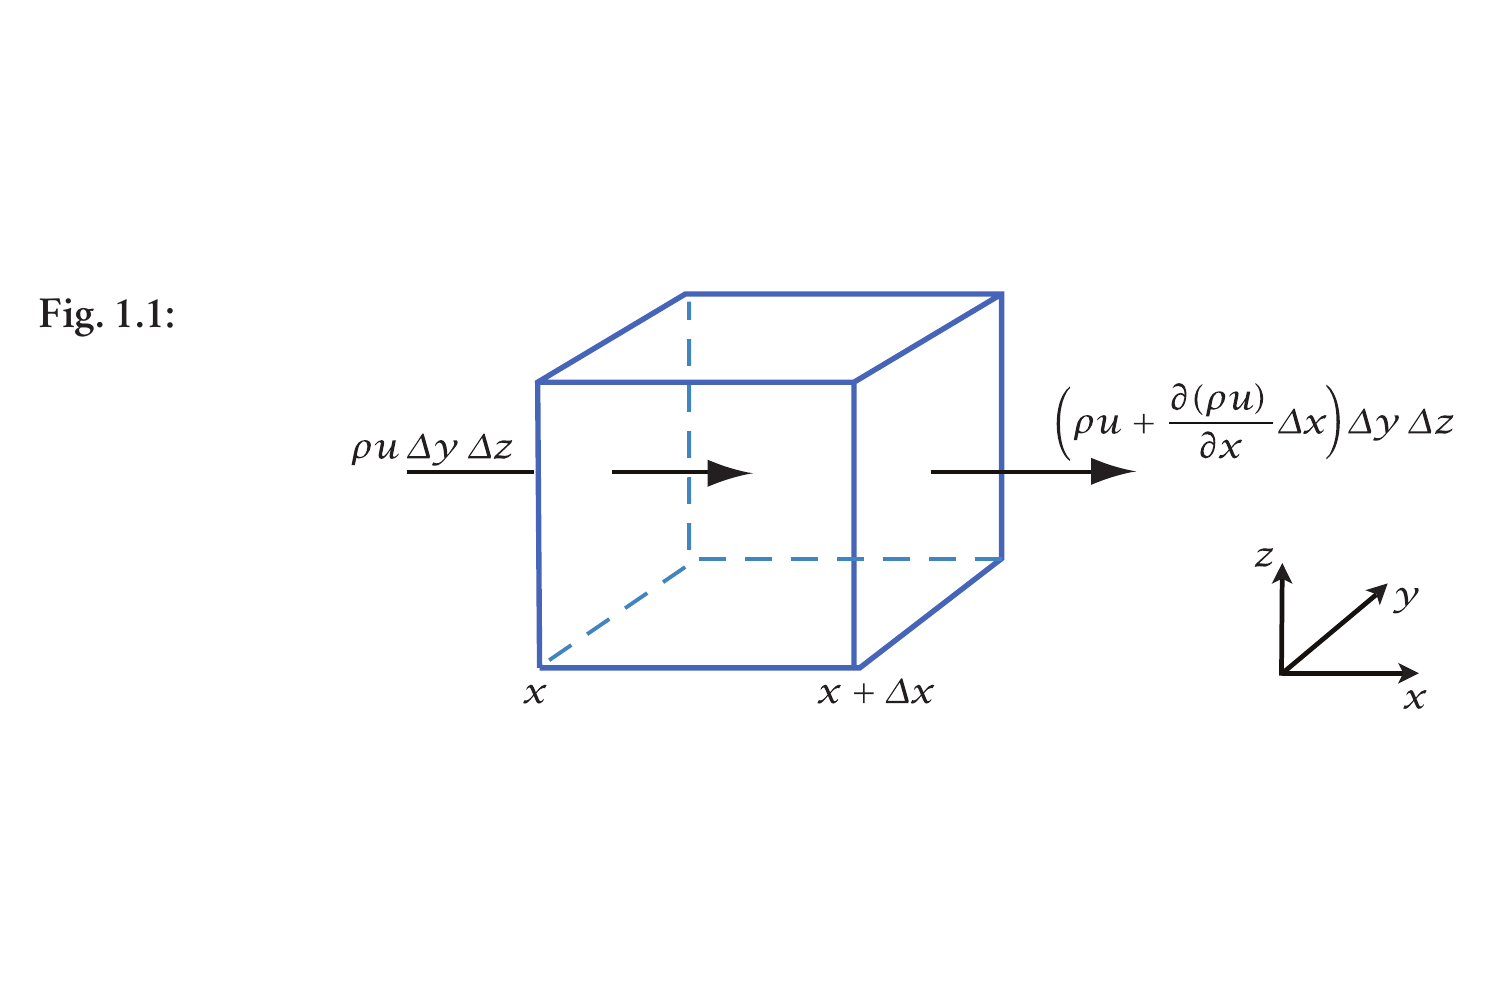 Fig. 1.1:
ρu Δy Δz
(ρu + ∂(ρu)/∂x Δx) Δy Δz
x
x + Δx
z
y
x